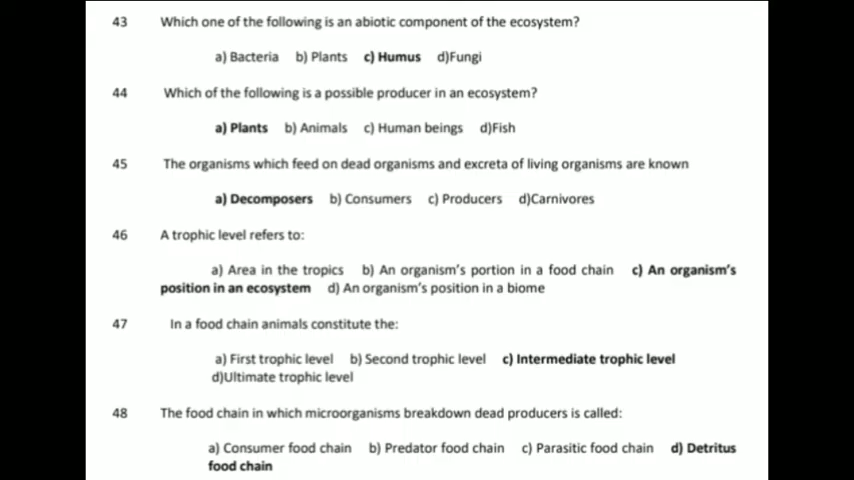 43 Which one of the following is an abiotic component of the ecosystem?
a) Bacteria b) Plants c) Humus d)Fungi
44 Which of the following is a possible producer in an ecosystem?
a) Plants b) Animals c) Human beings d)Fish
45 The organisms which feed on dead organisms and excreta of living organisms are known
a) Decomposers b) Consumers c) Producers d)Carnivores
46 A trophic level refers to:
a) Area in the tropics b) An organism's portion in a food chain c) An organism's
position in an ecosystem d) An organism's position in a biome
47 In a food chain animals constitute the:
a) First trophic level b) Second trophic level c) Intermediate trophic level
d)Ultimate trophic level
48 The food chain in which microorganisms breakdown dead producers is called:
a) Consumer food chain b) Predator food chain c) Parasitic food chain d) Detritus
food chain